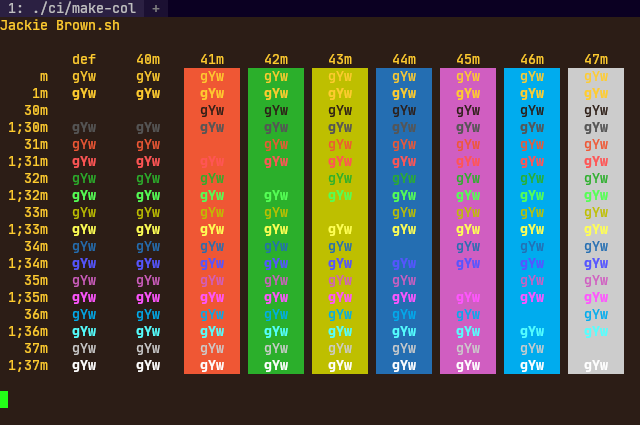 1: ./ci/make-col +
Jackie Brown.sh
def 40m 41m 42m 43m 44m 45m 46m 47m
m gYw gYw gYw gYw gYw gYw gYw gYw gYw
1m gYw gYw gYw gYw gYw gYw gYw gYw gYw
30m gYw gYw gYw gYw gYw gYw gYw
1;30m gYw gYw gYw gYw gYw gYw gYw gYw gYw
31m gYw gYw gYw gYw gYw gYw gYw gYw
1;31m gYw gYw gYw gYw gYw gYw gYw gYw gYw
32m gYw gYw gYw gYw gYw gYw gYw gYw
1;32m gYw gYw gYw gYw gYw gYw gYw gYw gYw
33m gYw gYw gYw gYw gYw gYw gYw gYw
1;33m gYw gYw gYw gYw gYw gYw gYw gYw gYw
34m gYw gYw gYw gYw gYw gYw gYw gYw
1;34m gYw gYw gYw gYw gYw gYw gYw gYw gYw
35m gYw gYw gYw gYw gYw gYw gYw gYw
1;35m gYw gYw gYw gYw gYw gYw gYw gYw gYw
36m gYw gYw gYw gYw gYw gYw gYw gYw
1;36m gYw gYw gYw gYw gYw gYw gYw gYw gYw
37m gYw gYw gYw gYw gYw gYw gYw gYw gYw
1;37m gYw gYw gYw gYw gYw gYw gYw gYw gYw